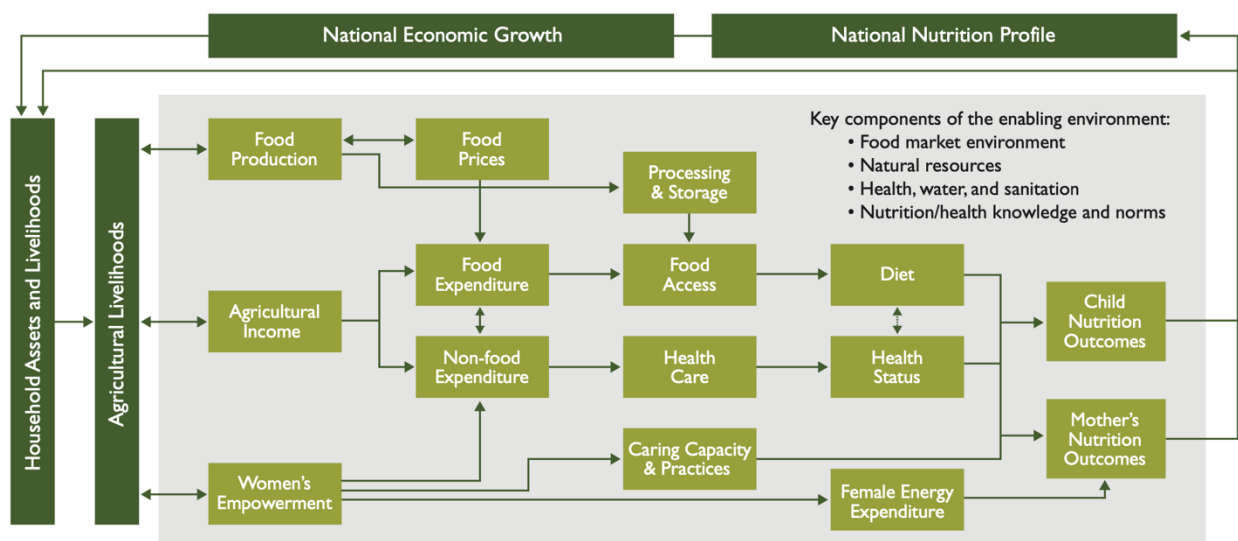 National Economic Growth
National Nutrition Profile
Household Assets and Livelihoods
Agricultural Livelihoods
Key components of the enabling environment:
• Food market environment
• Natural resources
• Health, water, and sanitation
• Nutrition/health knowledge and norms
Food
Production
Food
Prices
Processing
& Storage
Agricultural
Income
Food
Expenditure
Food
Access
Diet
Non-food
Expenditure
Health
Care
Health
Status
Child
Nutrition
Outcomes
Women's
Empowerment
Caring Capacity
& Practices
Female Energy
Expenditure
Mother's
Nutrition
Outcomes